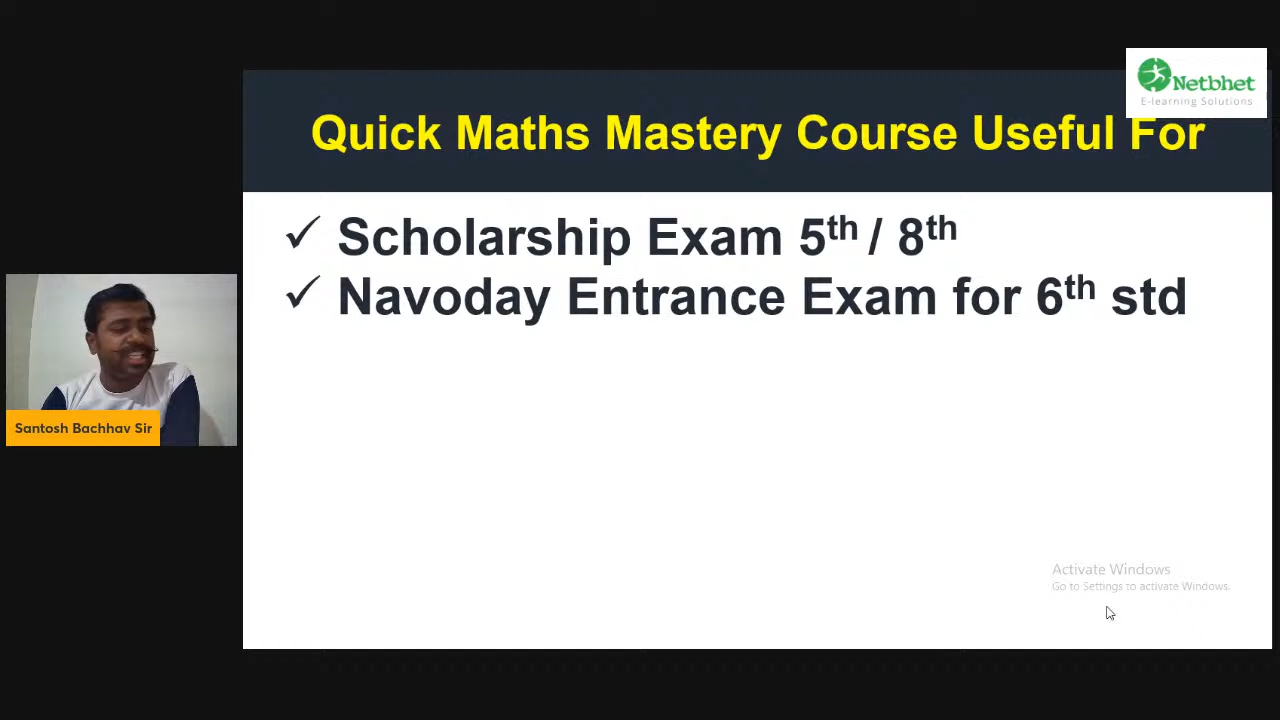 Netbhet
E-learning Solutions
Quick Maths Mastery Course Useful For
✓ Scholarship Exam 5th / 8th
✓ Navoday Entrance Exam for 6th std
Santosh Bachhav Sir
Activate Windows
Go to Settings to activate Windows.